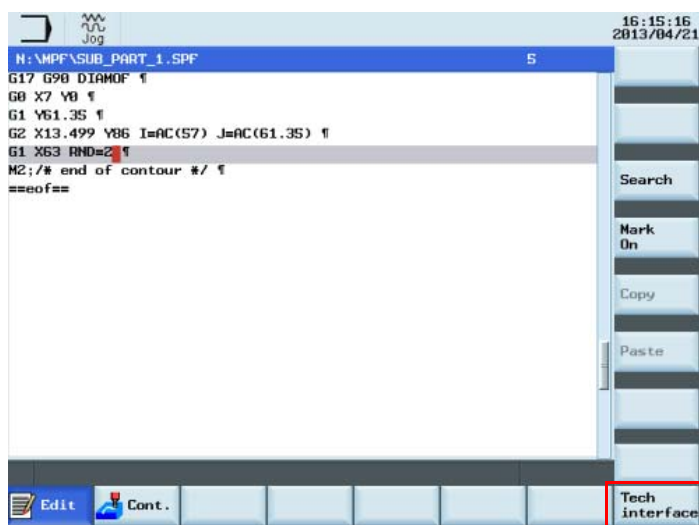 Jog
16:15:16
2013/04/21
N:\MPF\SUB_PART_1.SPF 5
G17 G90 DIAMOF ¶
G0 X7 Y0 ¶
G1 Y61.35 ¶
G2 X13.499 Y86 I=AC(57) J=AC(61.35) ¶
G1 X63 RND=2 ¶
M2;/* end of contour */ ¶
==eof==
Search
Mark
On
Copy
Paste
Edit
Cont.
Tech
interface